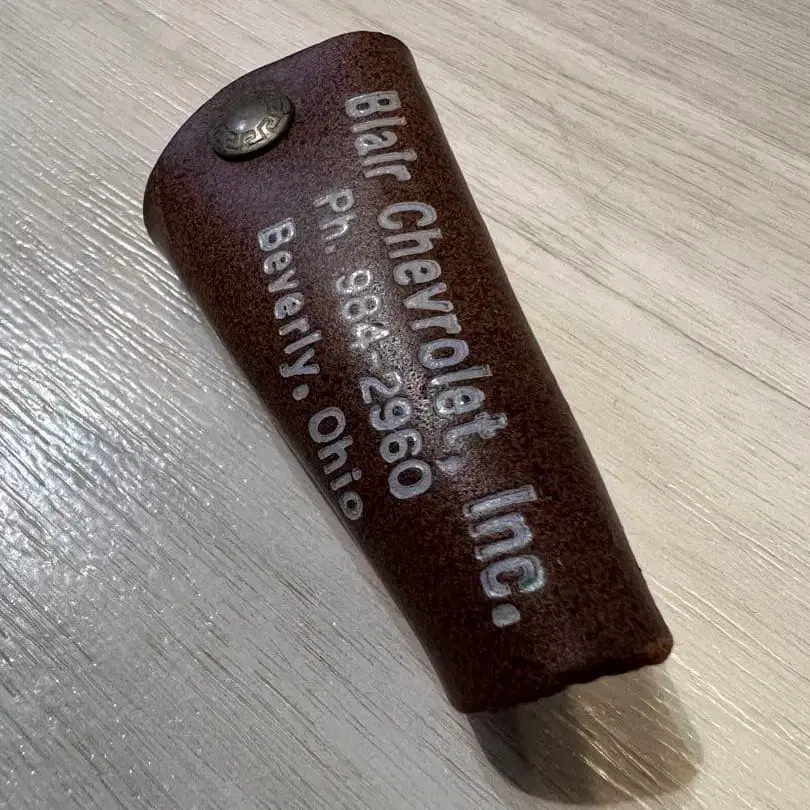 Blair Chevrolet, Inc.
Ph. 984-2960
Beverly, Ohio